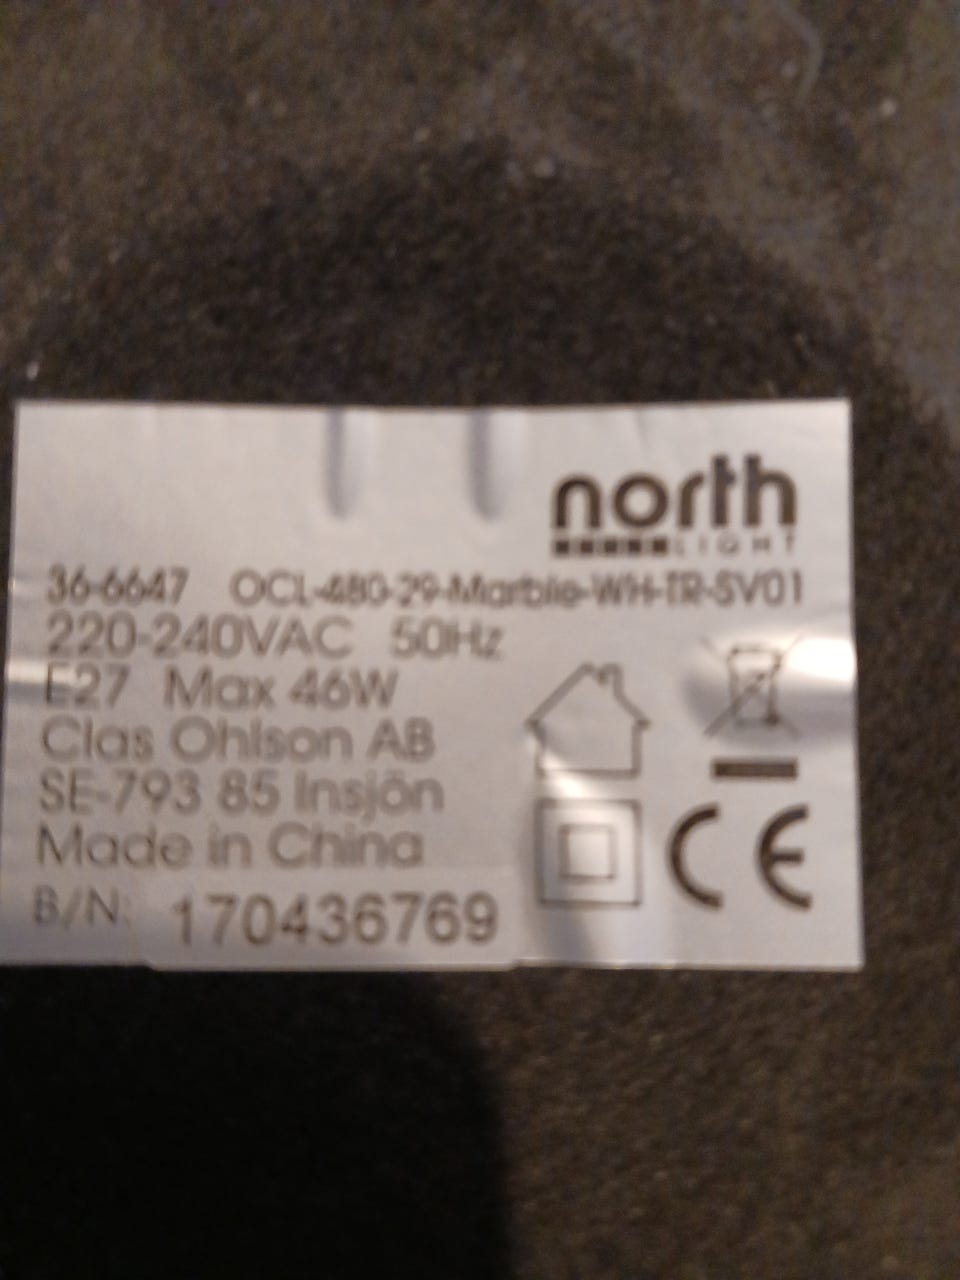 north
LIGHT
36-6647 OCL-480-29-Marble-WH-TR-SV01
220-240VAC 50Hz
E27 Max 46W
Clas Ohlson AB
SE-793 85 Insjön
Made in China
B/N: 170436769
CE